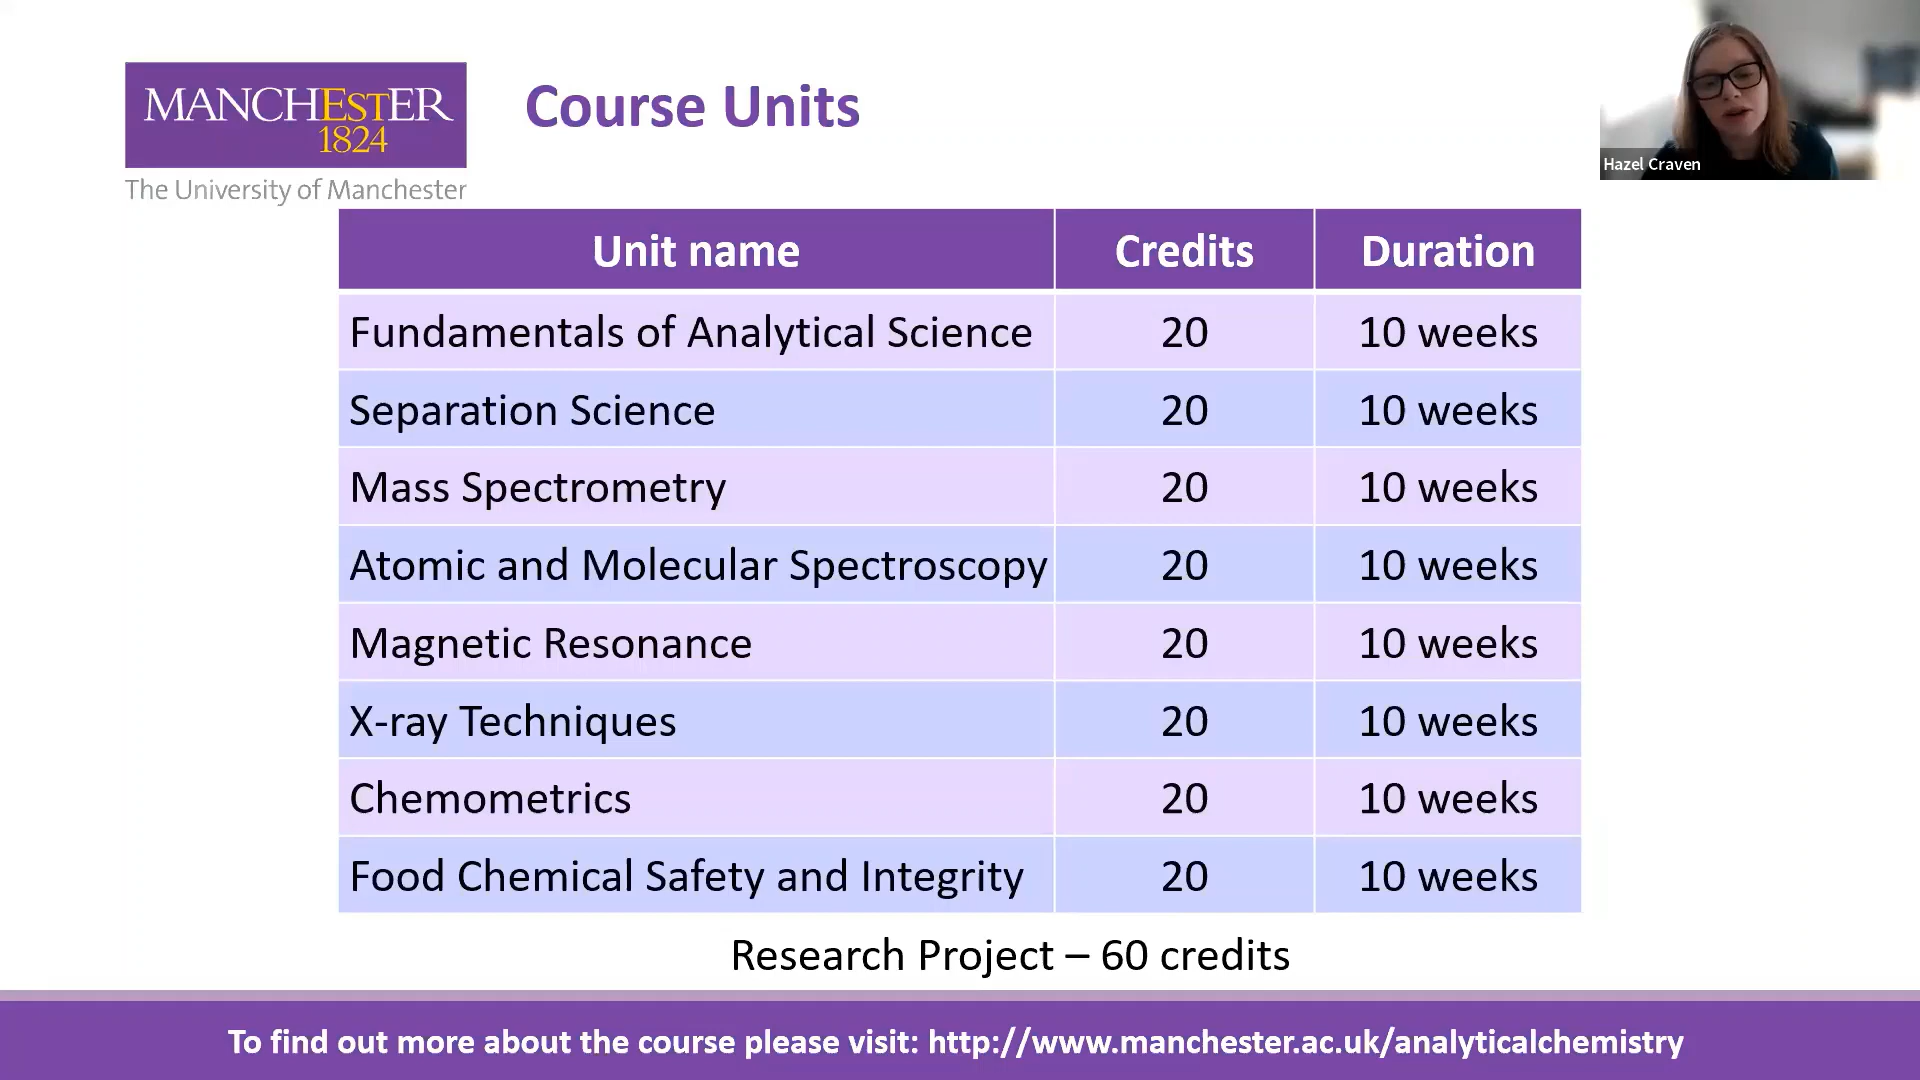 MANCHEstER
1824
The University of Manchester
Course Units
Hazel Craven
Unit name Credits Duration
Fundamentals of Analytical Science 20 10 weeks
Separation Science 20 10 weeks
Mass Spectrometry 20 10 weeks
Atomic and Molecular Spectroscopy 20 10 weeks
Magnetic Resonance 20 10 weeks
X-ray Techniques 20 10 weeks
Chemometrics 20 10 weeks
Food Chemical Safety and Integrity 20 10 weeks
Research Project – 60 credits
To find out more about the course please visit: http://www.manchester.ac.uk/analyticalchemistry